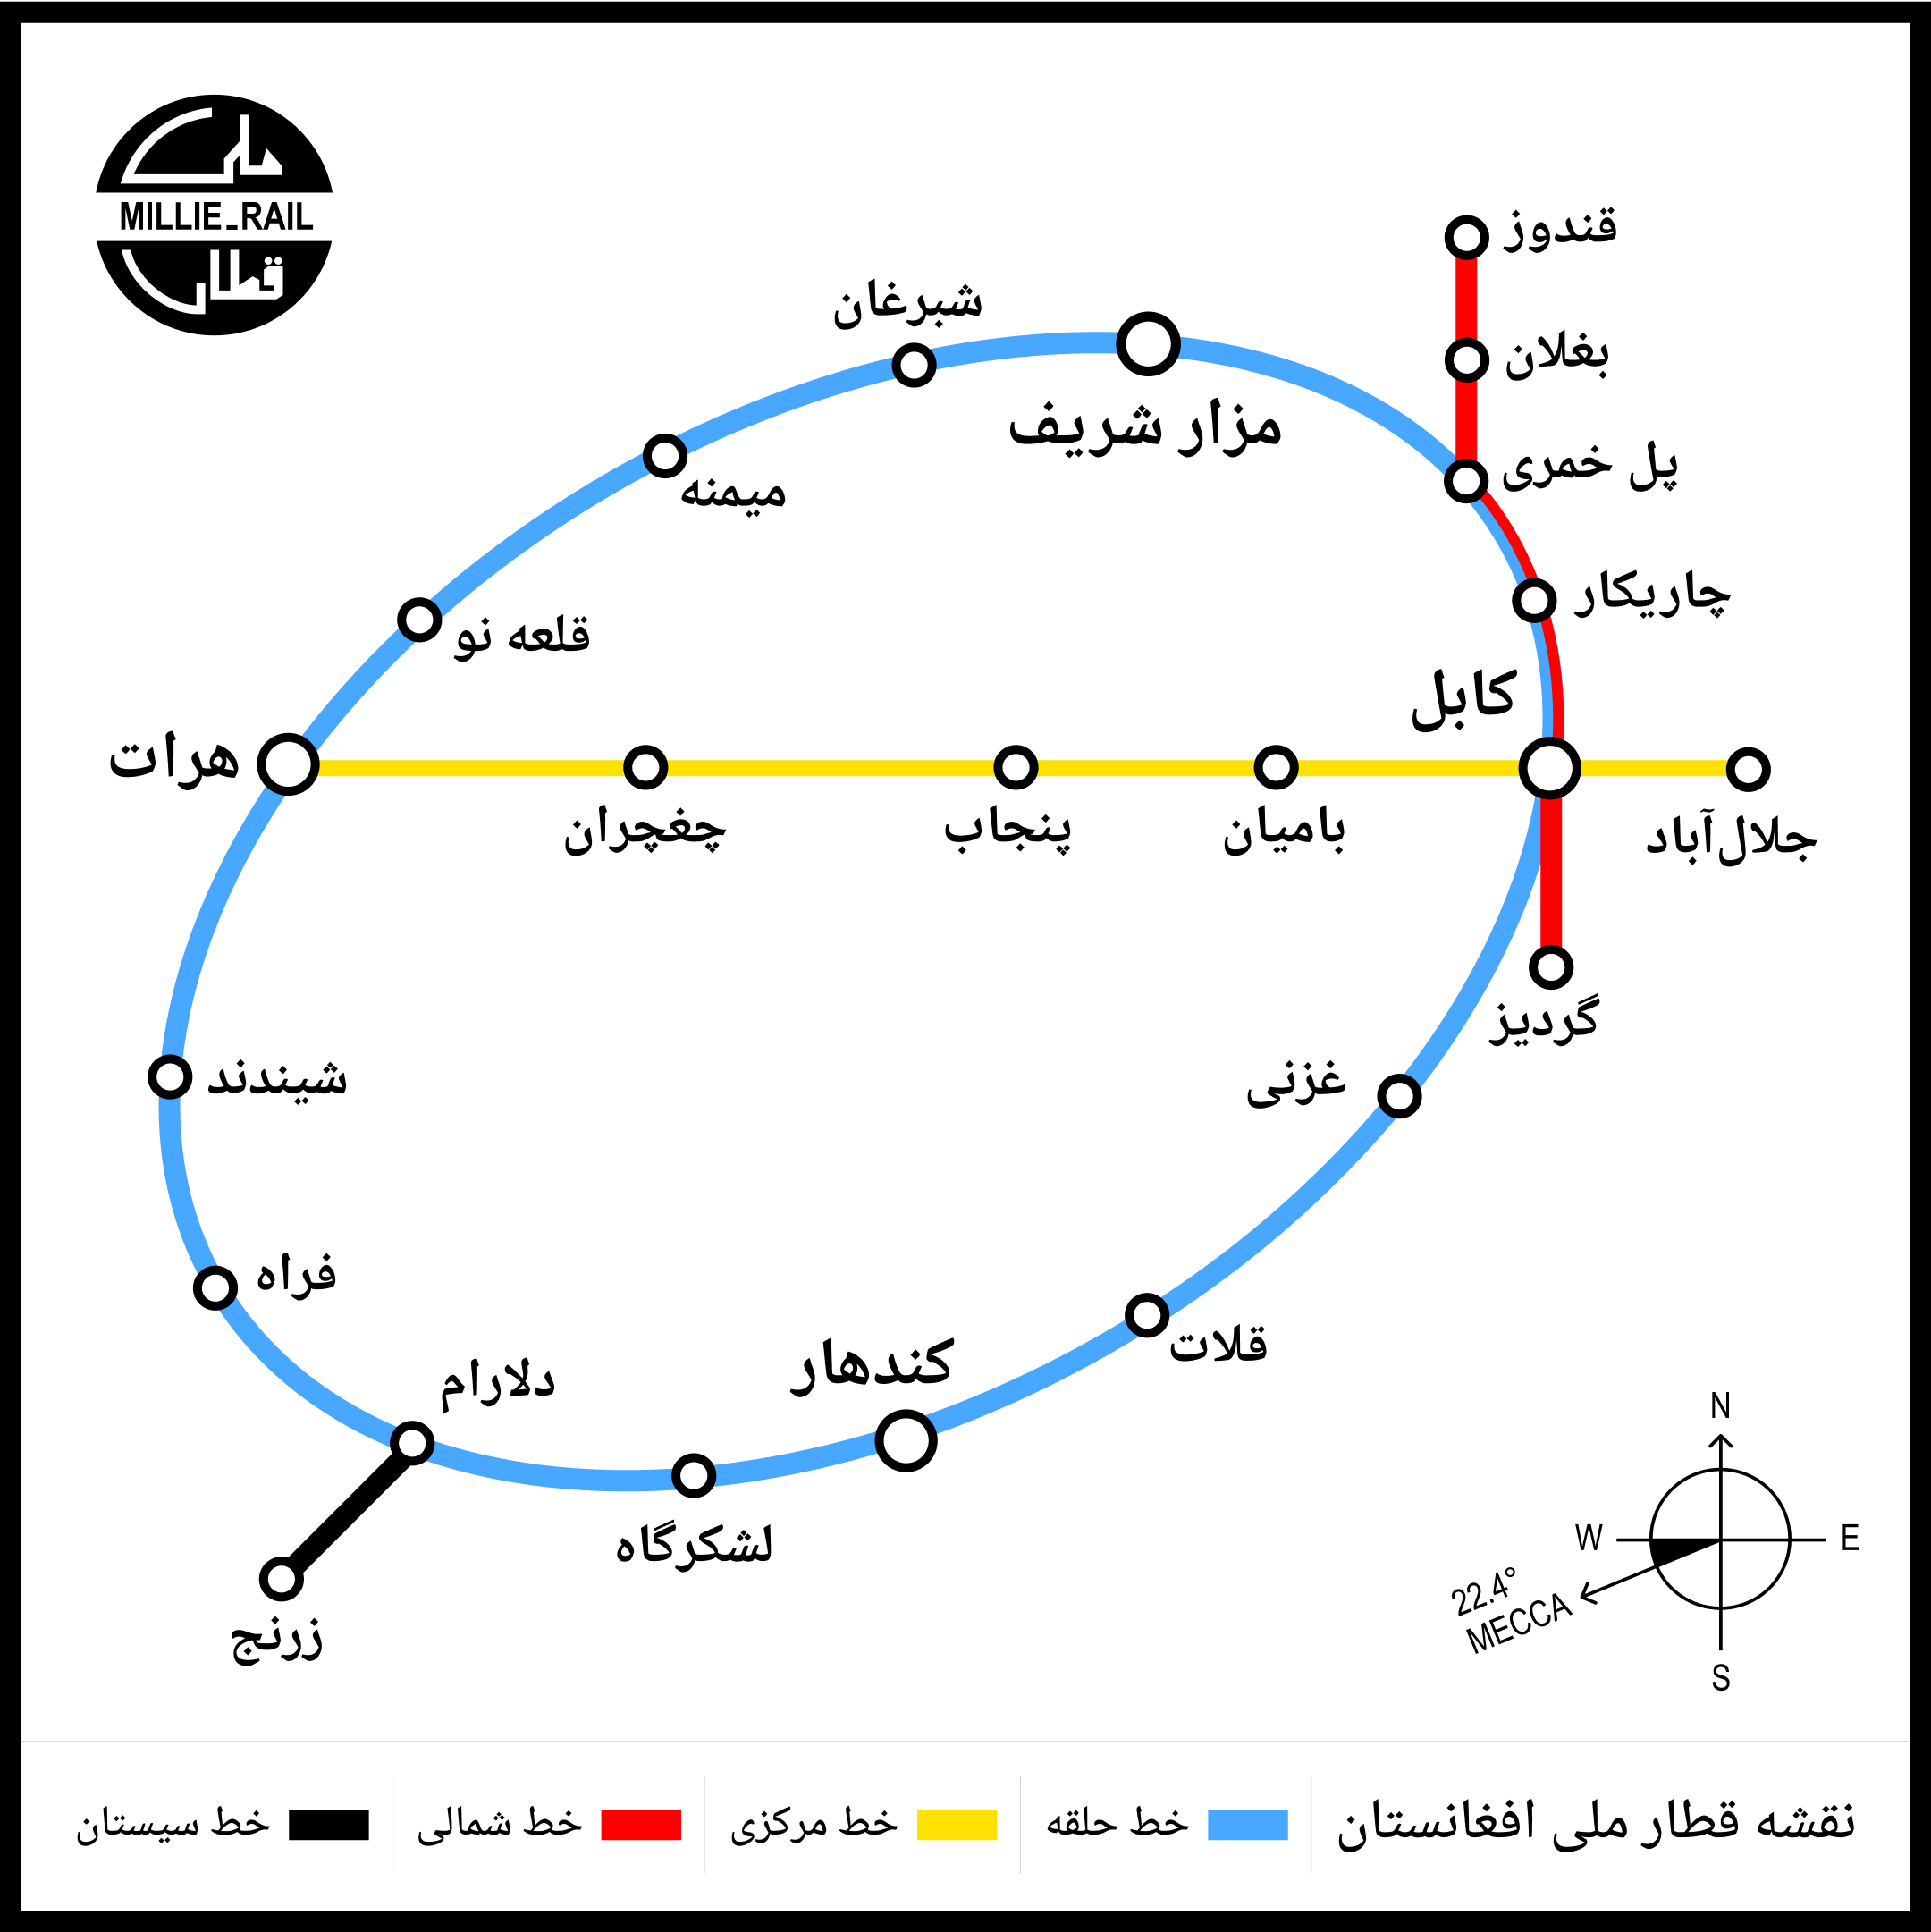 ملی
MILLIE_RAIL
قطار
قندوز
شبرغان
بغلان
مزار شریف
پل خمری
میمنه
چاریکار
قلعه نو
کابل
هرات
چغچران
پنجاب
بامیان
جلال‌آباد
گردیز
غزنی
شیندند
فراه
قلات
کندهار
دلارام
لشکرگاه
زرنج
N
W
E
22.4°
MECCA
S
نقشه قطار ملی افغانستان
خط حلقه
خط مرکزی
خط شمالی
خط سیستان